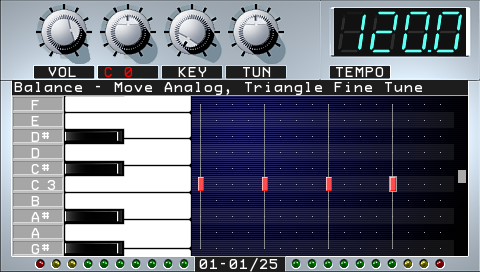 120.0
VOL C 0 KEY TUN TEMPO
Balance - Move Analog, Triangle Fine Tune
F
E
D#
D
C#
C 3
B
A#
A
G#
01-01/25